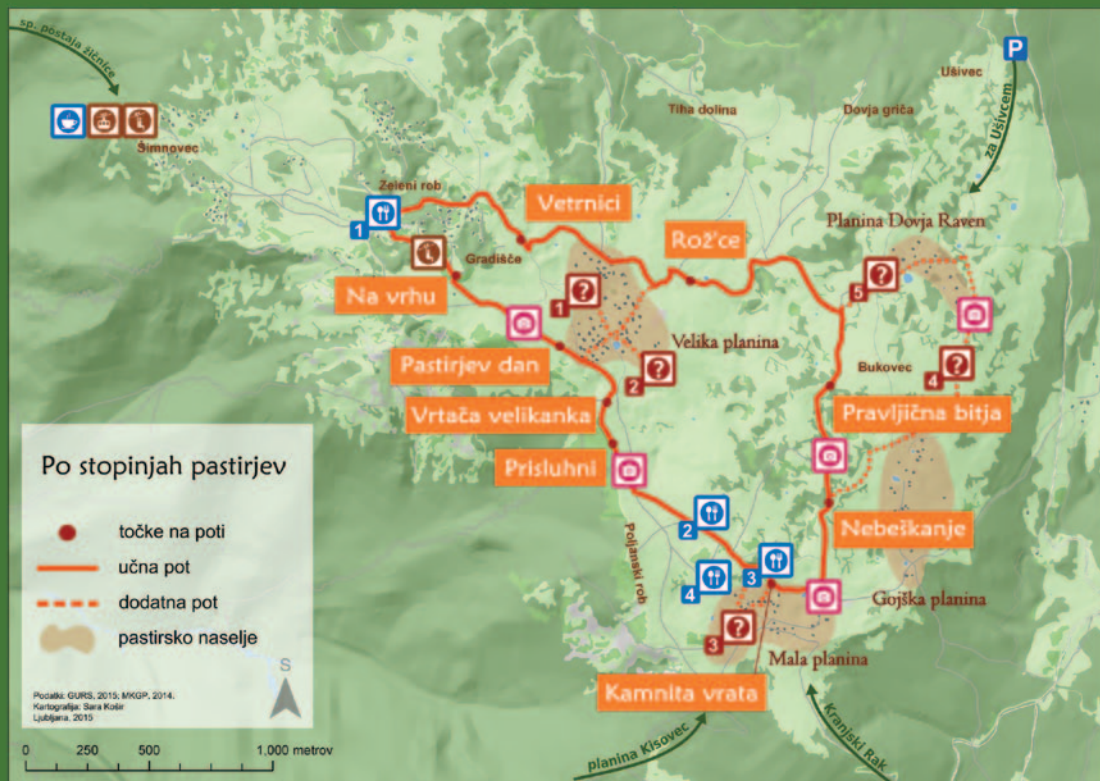 sp. postaja žičnice
Šimnovec
P
Ušivec
za Ušivcem
Tiha dolina
Dovja griča
Zeleni rob
1
Vetrnici
Planina Dovja Raven
Rož'ce
Gradišče
?
5
Na vrhu
?
1
Velika planina
Pastirjev dan
?
2
Bukovec
?
4
Vrtača velikanka
Pravljična bitja
Prisluhni
2
Poljanski rob
Nebeškanje
3
4
Gojška planina
?
3
Mala planina
Kamnita vrata
planina Kisovec
Kranjski Rak
Po stopinjah pastirjev
točke na poti
učna pot
dodatna pot
pastirsko naselje
S
Podatki: GURS, 2015; MKGP, 2014.
Kartografija: Sara Košir
Ljubljana, 2015
0 250 500 1,000 metrov